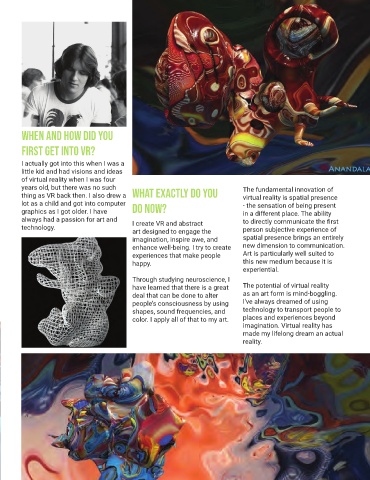 ANANDALA
WHEN AND HOW DID YOU
FIRST GET INTO VR?
I actually got into this when I was a
little kid and had visions and ideas
of virtual reality when I was four
years old, but there was no such
thing as VR back then. I also drew a
lot as a child and got into computer
graphics as I got older. I have
always had a passion for art and
technology.
WHAT EXACTLY DO YOU
DO NOW?
I create VR and abstract
art designed to engage the
imagination, inspire awe, and
enhance well-being. I try to create
experiences that make people
happy.
Through studying neuroscience, I
have learned that there is a great
deal that can be done to alter
people's consciousness by using
shapes, sound frequencies, and
color. I apply all of that to my art.
The fundamental innovation of
virtual reality is spatial presence
- the sensation of being present
in a different place. The ability
to directly communicate the first
person subjective experience of
spatial presence brings an entirely
new dimension to communication.
Art is particularly well suited to
this new medium because it is
experiential.
The potential of virtual reality
as an art form is mind-boggling.
I've always dreamed of using
technology to transport people to
places and experiences beyond
imagination. Virtual reality has
made my lifelong dream an actual
reality.